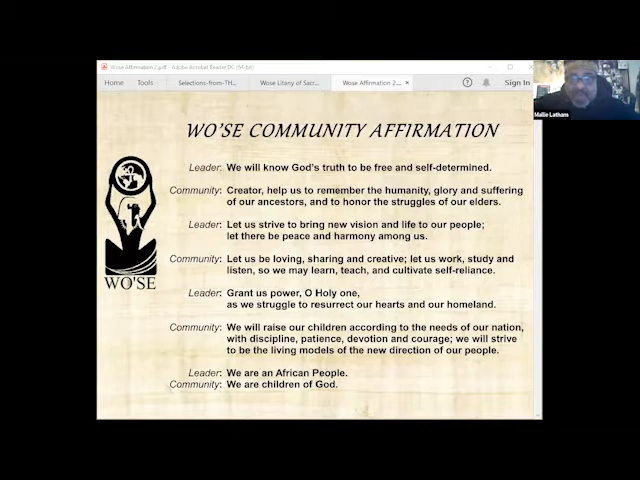 Wose Affirmation 2.pdf - Adobe Acrobat Reader DC (64-bit)
Home Tools Selections-from-TH... Wose Litany of Sacr... Wose Affirmation 2.... × Sign In
Mallie Latham
WO'SE COMMUNITY AFFIRMATION
Leader: We will know God's truth to be free and self-determined.
Community: Creator, help us to remember the humanity, glory and suffering
of our ancestors, and to honor the struggles of our elders.
Leader: Let us strive to bring new vision and life to our people;
let there be peace and harmony among us.
Community: Let us be loving, sharing and creative; let us work, study and
listen, so we may learn, teach, and cultivate self-reliance.
WO'SE
Leader: Grant us power, O Holy one,
as we struggle to resurrect our hearts and our homeland.
Community: We will raise our children according to the needs of our nation,
with discipline, patience, devotion and courage; we will strive
to be the living models of the new direction of our people.
Leader: We are an African People.
Community: We are children of God.